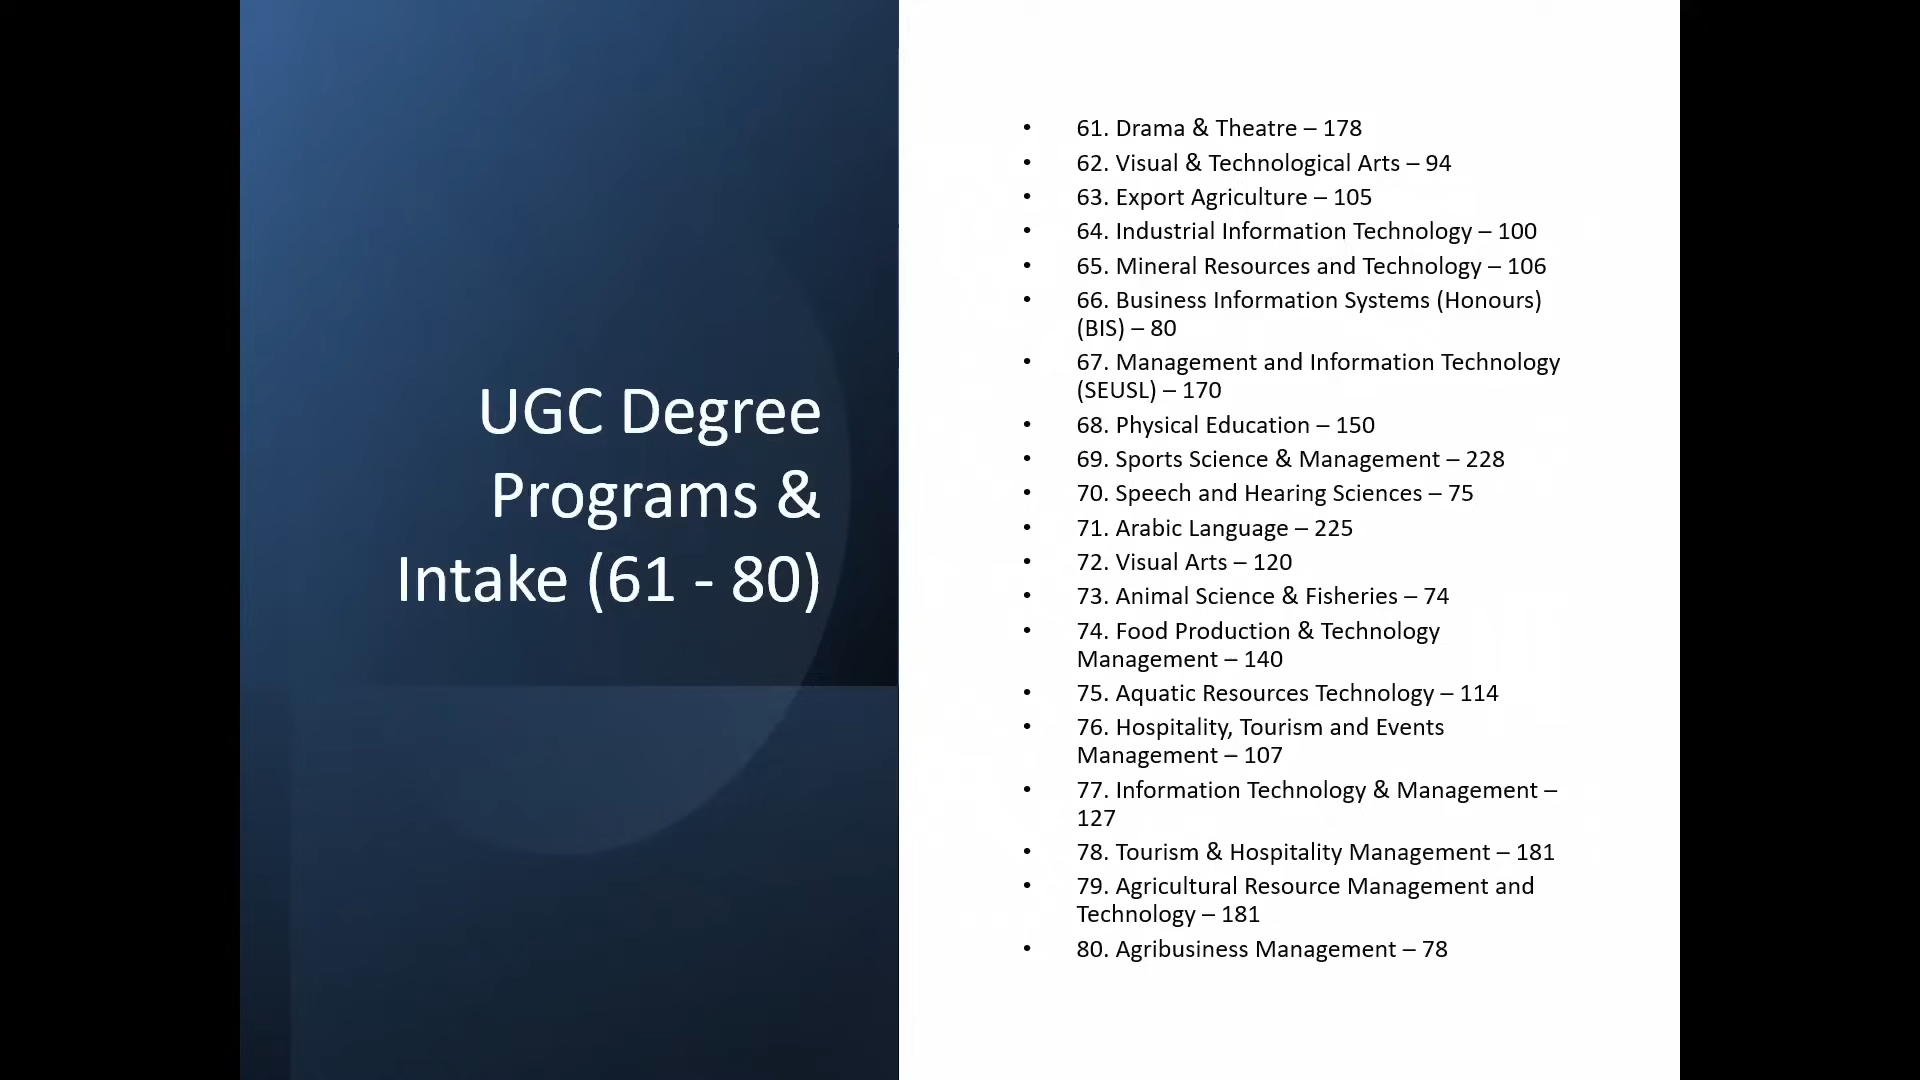 UGC Degree
Programs &
Intake (61 - 80)
• 61. Drama & Theatre – 178
• 62. Visual & Technological Arts – 94
• 63. Export Agriculture – 105
• 64. Industrial Information Technology – 100
• 65. Mineral Resources and Technology – 106
• 66. Business Information Systems (Honours)
(BIS) – 80
• 67. Management and Information Technology
(SEUSL) – 170
• 68. Physical Education – 150
• 69. Sports Science & Management – 228
• 70. Speech and Hearing Sciences – 75
• 71. Arabic Language – 225
• 72. Visual Arts – 120
• 73. Animal Science & Fisheries – 74
• 74. Food Production & Technology
Management – 140
• 75. Aquatic Resources Technology – 114
• 76. Hospitality, Tourism and Events
Management – 107
• 77. Information Technology & Management –
127
• 78. Tourism & Hospitality Management – 181
• 79. Agricultural Resource Management and
Technology – 181
• 80. Agribusiness Management – 78